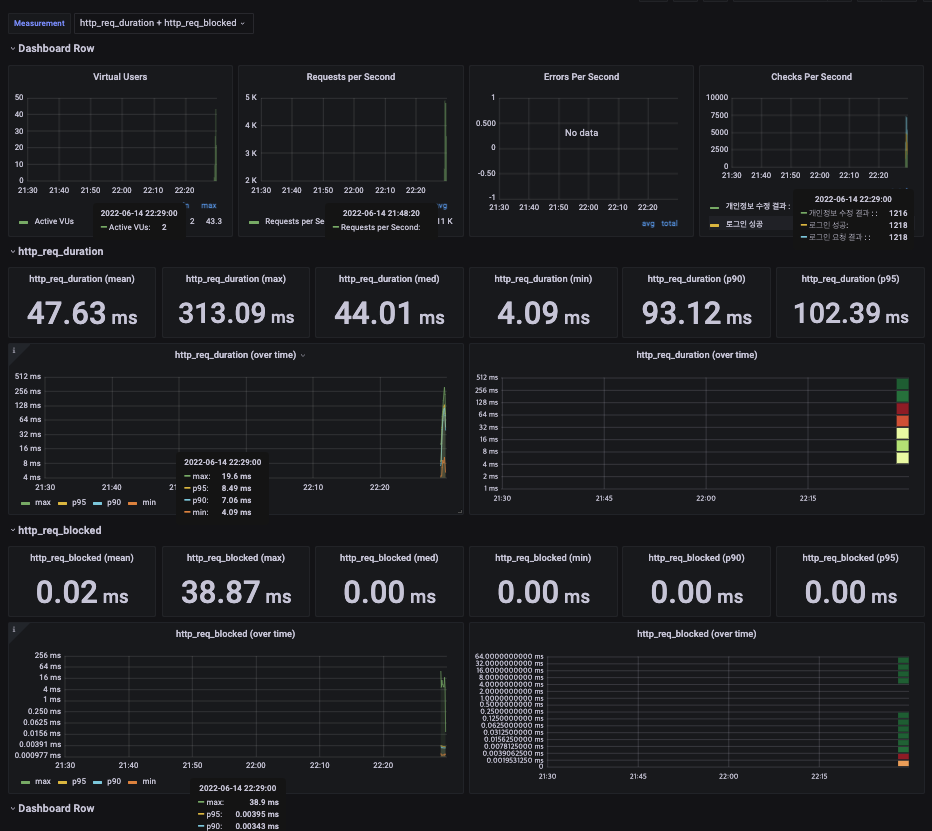 Measurement http_req_duration + http_req_blocked
Dashboard Row
Virtual Users
50
40
30
20
10
0
21:30 21:40 21:50 22:00 22:10 22:20
max
Active VUs 2 43.3
2022-06-14 22:29:00
Active VUs: 2
Requests per Second
5 K
4 K
3 K
2 K
21:30 21:40 21:50 22:00 22:10 22:20
Requests per Se
2022-06-14 21:48:20
Requests per Second:
Errors Per Second
1
0.500
0
-0.50
-1
No data
21:30 21:40 21:50 22:00 22:10 22:20
avg total
Checks Per Second
10000
7500
5000
2500
0
21:30 21:40 21:50 22:00 22:10 22:20
개인정보 수정 결과 :
로그인 성공
2022-06-14 22:29:00
개인정보 수정 결과 : : 1216
로그인 성공: 1218
로그인 요청 결과 : : 1218
http_req_duration
http_req_duration (mean)
47.63 ms
http_req_duration (max)
313.09 ms
http_req_duration (med)
44.01 ms
http_req_duration (min)
4.09 ms
http_req_duration (p90)
93.12 ms
http_req_duration (p95)
102.39 ms
i
http_req_duration (over time)
512 ms
256 ms
128 ms
64 ms
32 ms
16 ms
8 ms
4 ms
21:30 21:40 22:10 22:20
max p95 p90 min
2022-06-14 22:29:00
max: 19.6 ms
p95: 8.49 ms
p90: 7.06 ms
min: 4.09 ms
http_req_duration (over time)
512 ms
256 ms
128 ms
64 ms
32 ms
16 ms
8 ms
4 ms
2 ms
1 ms
21:30 21:45 22:00 22:15
http_req_blocked
http_req_blocked (mean)
0.02 ms
http_req_blocked (max)
38.87 ms
http_req_blocked (med)
0.00 ms
http_req_blocked (min)
0.00 ms
http_req_blocked (p90)
0.00 ms
http_req_blocked (p95)
0.00 ms
i
http_req_blocked (over time)
256 ms
64 ms
16 ms
4 ms
1 ms
0.250 ms
0.0625 ms
0.0156 ms
0.00391 ms
0.000977 ms
21:30 21:40 21:50 22:00 22:10 22:20
max p95 p90 min
2022-06-14 22:29:00
max: 38.9 ms
p95: 0.00395 ms
p90: 0.00343 ms
http_req_blocked (over time)
64.0000000000 ms
32.0000000000 ms
16.0000000000 ms
8.0000000000 ms
4.0000000000 ms
2.0000000000 ms
1.0000000000 ms
0.5000000000 ms
0.2500000000 ms
0.1250000000 ms
0.0625000000 ms
0.0312500000 ms
0.0156250000 ms
0.0078125000 ms
0.0039062500 ms
0.0019531250 ms
0
21:30 21:45 22:00 22:15
Dashboard Row